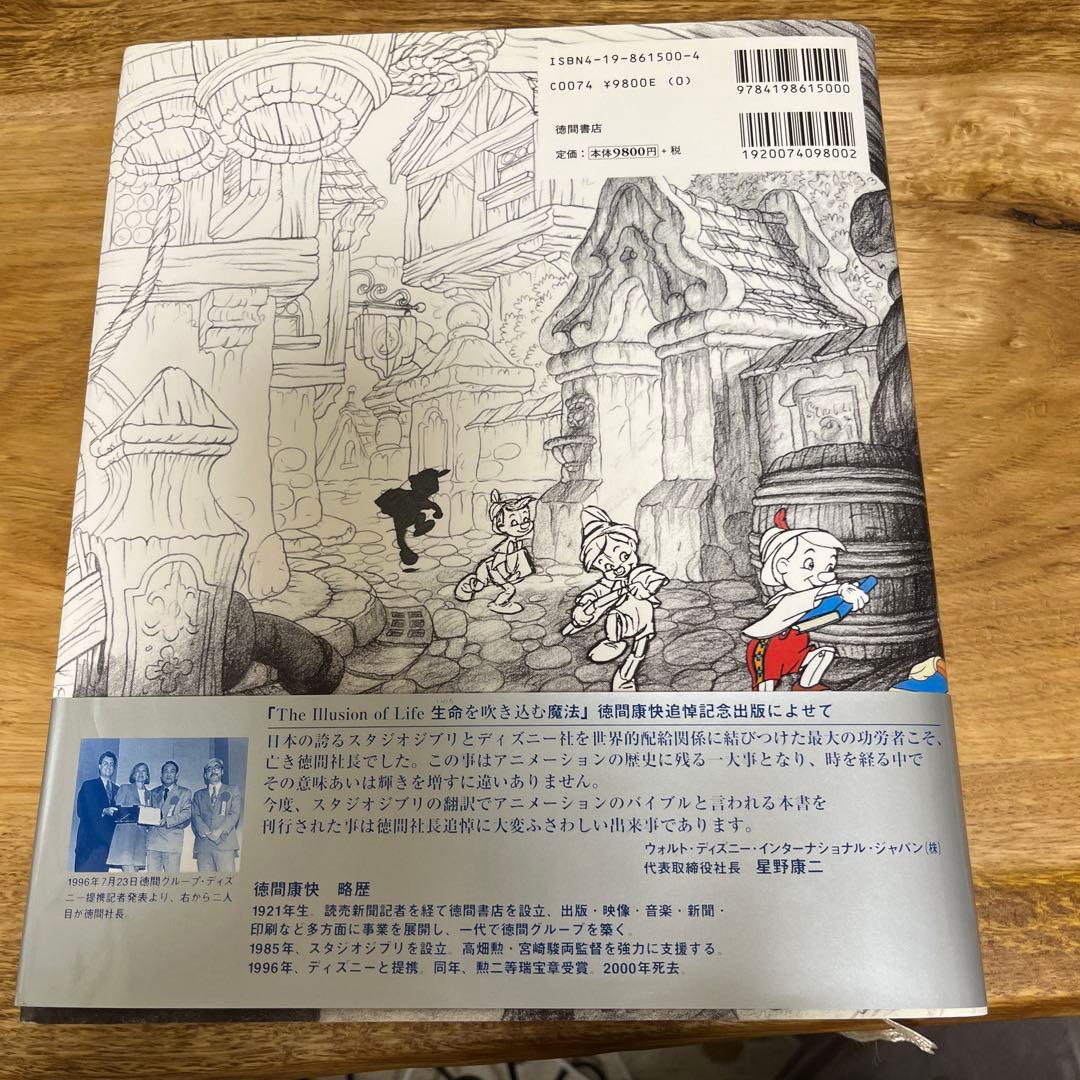 ISBN4-19-861500-4
C0074 ¥9800E (0)
9784198615000
徳間書店
定価：本体9800円+税
1920074098002
『The Illusion of Life 生命を吹き込む魔法』徳間康快追悼記念出版によせて
日本の誇るスタジオジブリとディズニー社を世界的配給関係に結びつけた最大の功労者こそ、
亡き徳間社長でした。この事はアニメーションの歴史に残る一大事となり、時を経る中で
その意味あいは輝きを増すに違いありません。
今度、スタジオジブリの翻訳でアニメーションのバイブルと言われる本書を
刊行された事は徳間社長追悼に大変ふさわしい出来事であります。
ウォルト・ディズニー・インターナショナル・ジャパン(株)
代表取締役社長 星野康二
1996年7月23日徳間グループ・ディズ
ニー提携記者発表より、右から二人
目が徳間社長。
徳間康快 略歴
1921年生。読売新聞記者を経て徳間書店を設立、出版・映像・音楽・新聞・
印刷など多方面に事業を展開し、一代で徳間グループを築く。
1985年、スタジオジブリを設立。高畑勲・宮崎駿両監督を強力に支援する。
1996年、ディズニーと提携。同年、勲二等瑞宝章受賞。2000年死去。